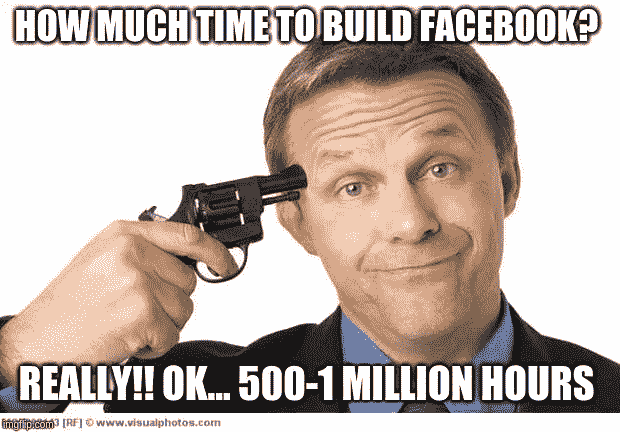 HOW MUCH TIME TO BUILD FACEBOOK?
REALLY!! OK... 500-1 MILLION HOURS
imgflip.com
[RF] © www.visualphotos.com